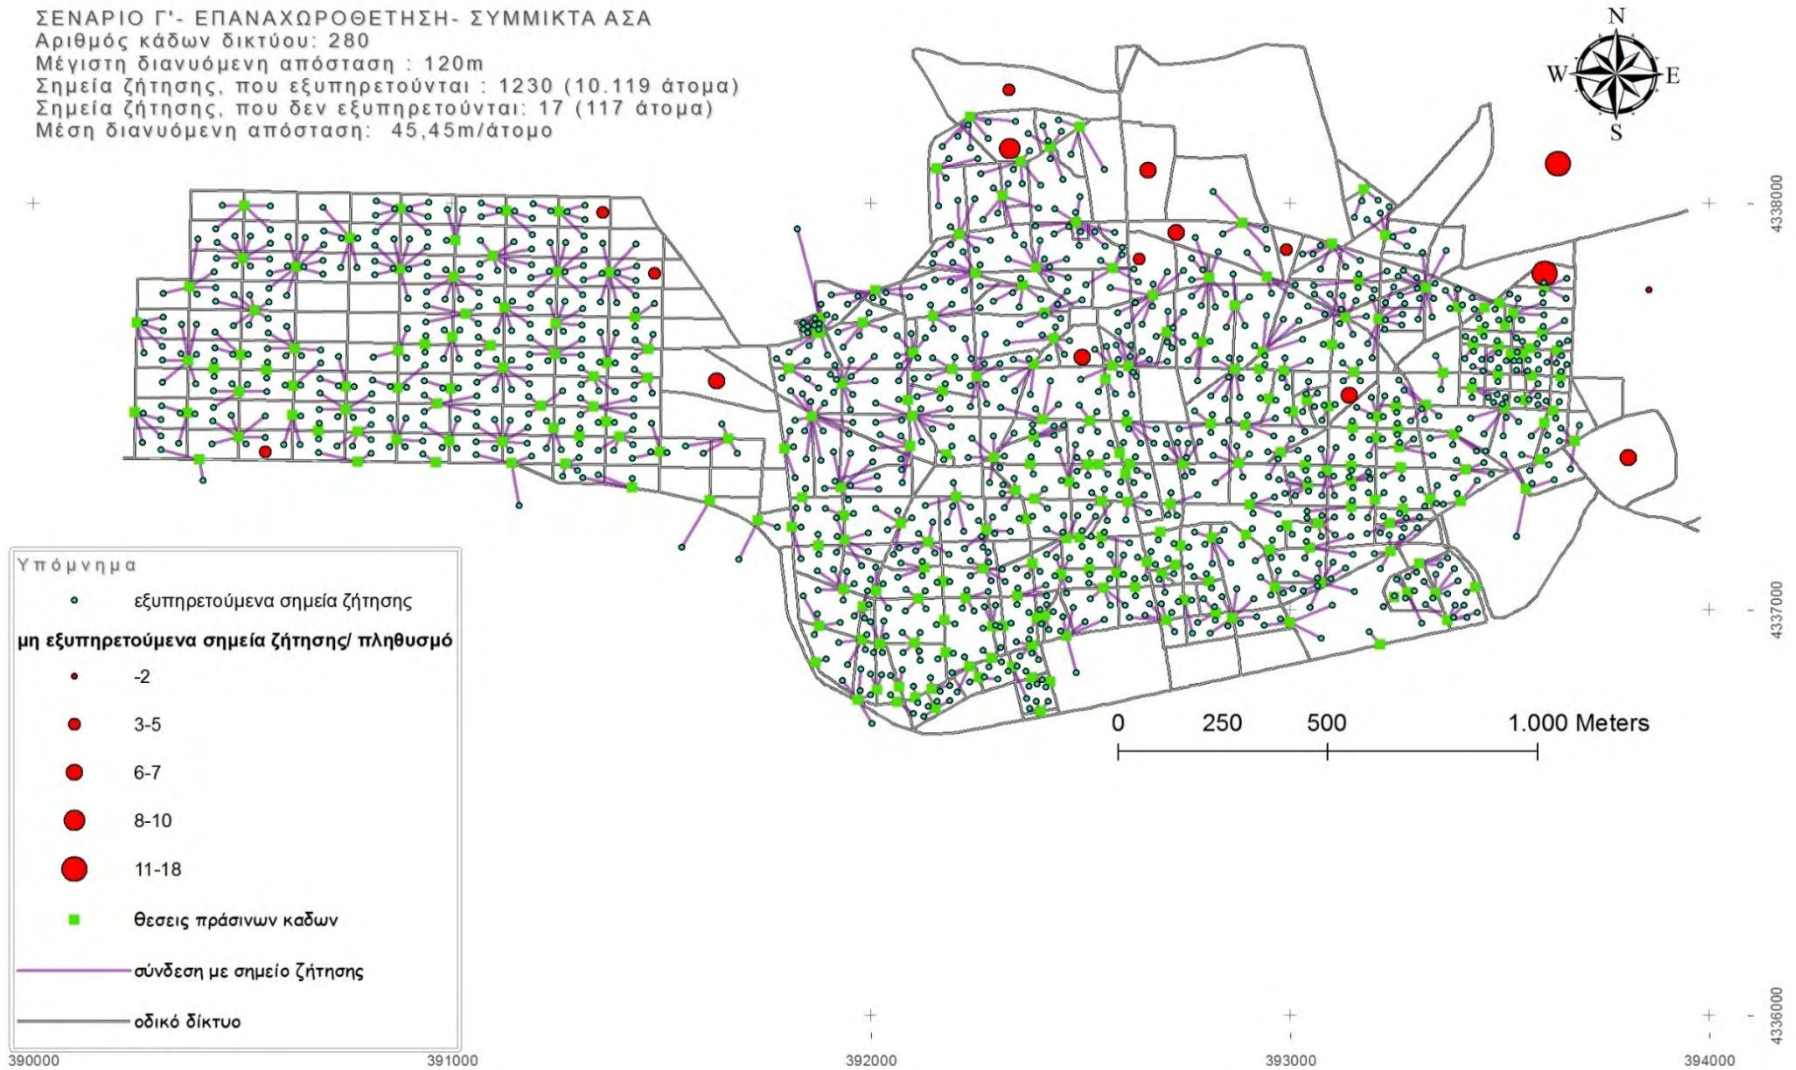 ΣΕΝΑΡΙΟ Γ'- ΕΠΑΝΑΧΩΡΟΘΕΤΗΣΗ- ΣΥΜΜΙΚΤΑ ΑΣΑ
Αριθμός κάδων δικτύου: 280
Μέγιστη διανυόμενη απόσταση : 120m
Σημεία ζήτησης, που εξυπηρετούνται : 1230 (10.119 άτομα)
Σημεία ζήτησης, που δεν εξυπηρετούνται: 17 (117 άτομα)
Μέση διανυόμενη απόσταση: 45,45m/άτομο
N
W E
S
4338000
4337000
4336000
0 250 500 1.000 Meters
Υπόμνημα
εξυπηρετούμενα σημεία ζήτησης
μη εξυπηρετούμενα σημεία ζήτησης/ πληθυσμό
-2
3-5
6-7
8-10
11-18
θεσεις πράσινων καδων
σύνδεση με σημείο ζήτησης
οδικό δίκτυο
390000 391000 392000 393000 394000